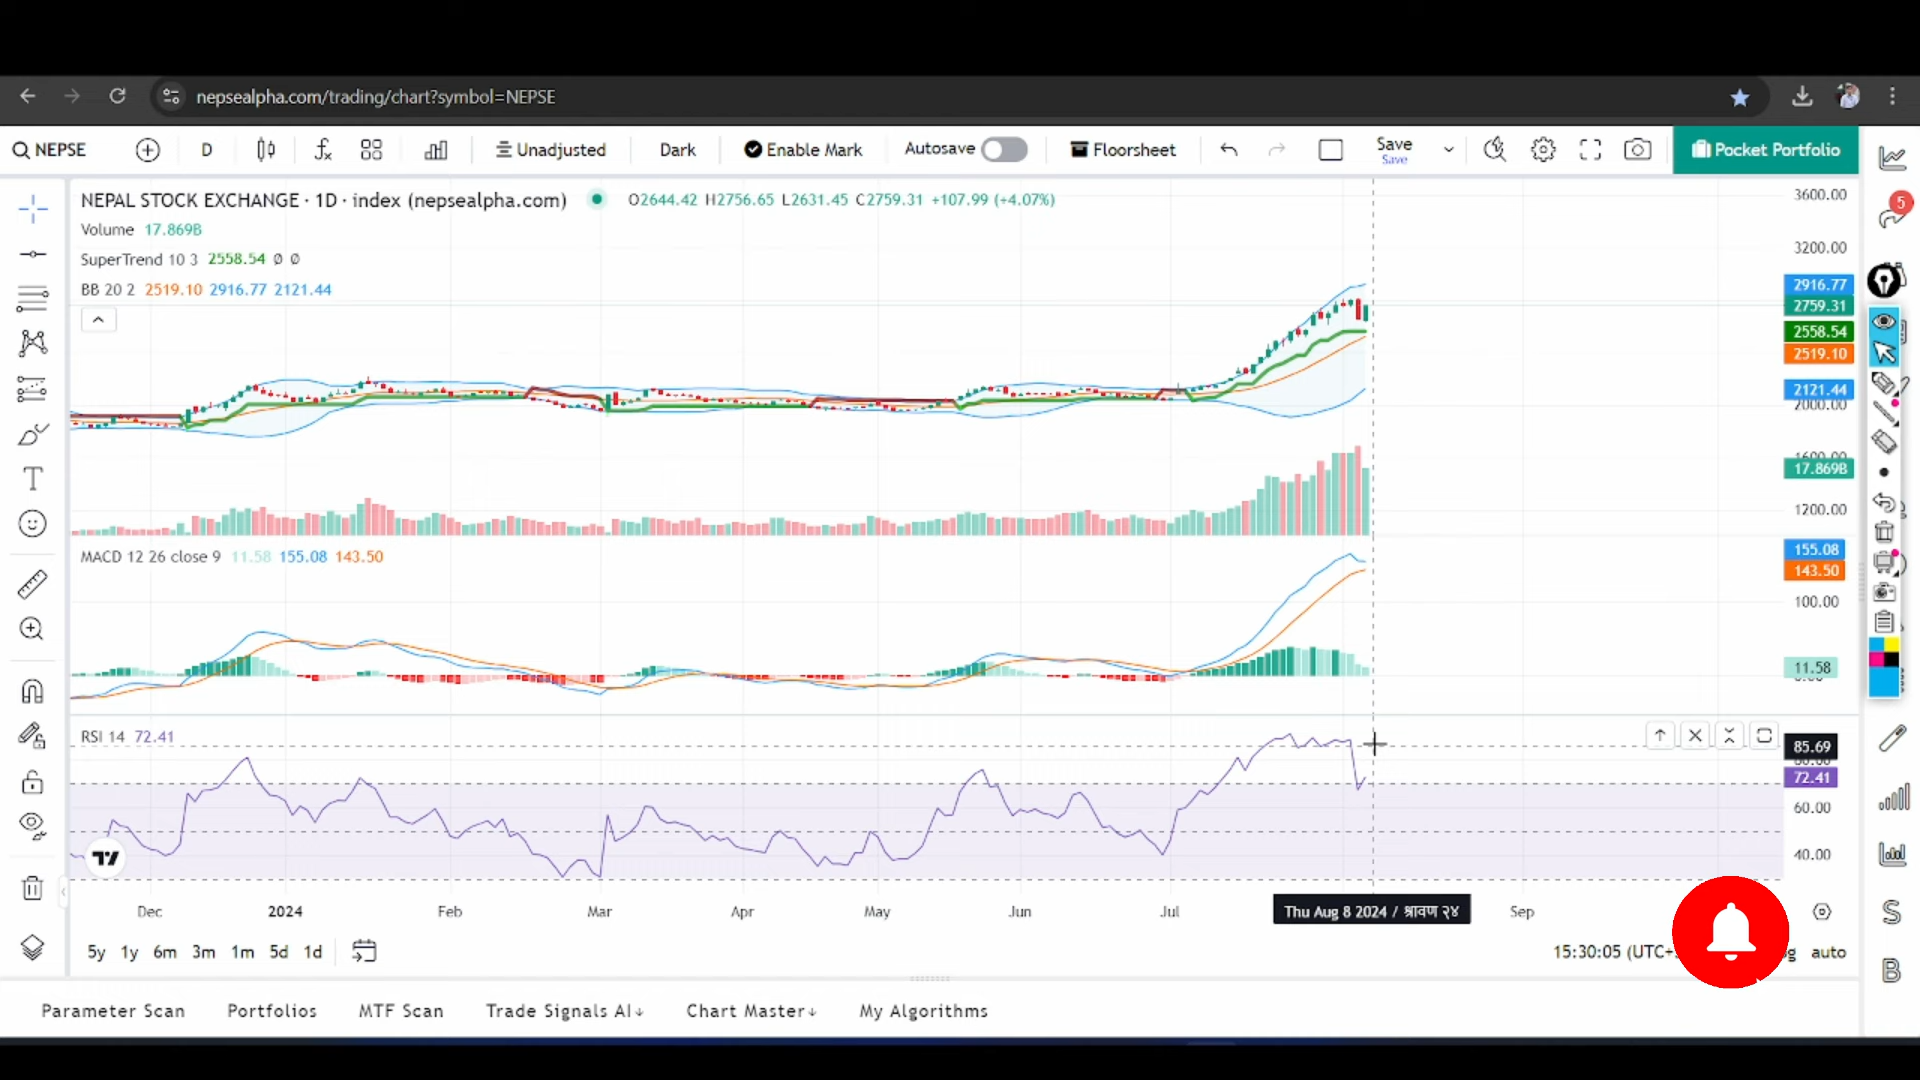 nepsealpha.com/trading/chart?symbol=NEPSE
NEPSE D Unadjusted Dark Enable Mark Autosave Floorsheet Save Save Pocket Portfolio
NEPAL STOCK EXCHANGE · 1D · index (nepsealpha.com) O2644.42 H2756.65 L2631.45 C2759.31 +107.99 (+4.07%)
Volume 17.869B
SuperTrend 10 3 2558.54 Ø Ø
BB 20 2 2519.10 2916.77 2121.44
3600.00
5
3200.00
2916.77
2759.31
2558.54
2519.10
2121.44
2000.00
1600.00
17.869B
1200.00
MACD 12 26 close 9 11.58 155.08 143.50
155.08
143.50
100.00
11.58
RSI 14 72.41
85.69
72.41
60.00
40.00
Dec 2024 Feb Mar Apr May Jun Jul Thu Aug 8 2024 / श्रावण २४ Sep
5y 1y 6m 3m 1m 5d 1d 15:30:05 (UTC+ g auto
S
B
Parameter Scan Portfolios MTF Scan Trade Signals AI↓ Chart Master↓ My Algorithms